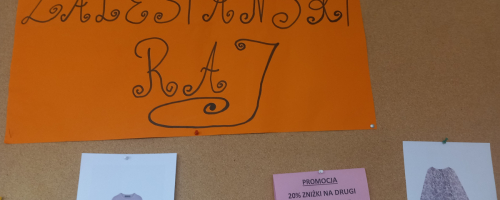 ZALESIAŃSKI
RAJ
PROMOCJA
20% ZNIŻKI NA DRUGI